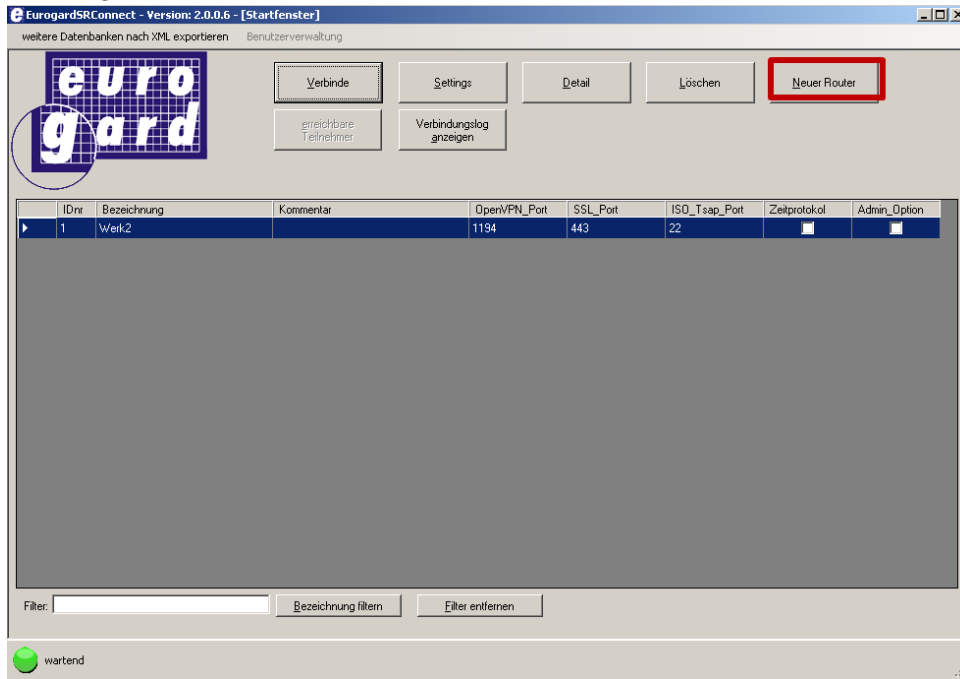 EurogardSRConnect - Version: 2.0.0.6 - [Startfenster]
weitere Datenbanken nach XML exportieren Benutzerverwaltung
euro
gard
Verbinde Settings Detail Löschen Neuer Router
erreichbare
Teilnehmer
Verbindungslog
anzeigen
IDnr Bezeichnung Kommentar OpenVPN_Port SSL_Port ISO_Tsap_Port Zeitprotokol Admin_Option
1 Werk2 1194 443 22
Filter: Bezeichnung filtern Filter entfernen
wartend